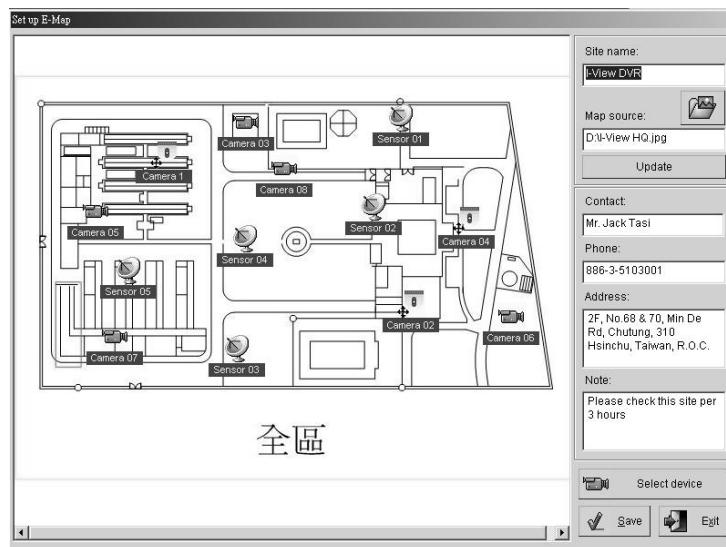 Set up E-Map
Camera 03
Sensor 01
Camera 1
Camera 08
Camera 05
Sensor 02
Camera 04
Sensor 04
Sensor 05
Camera 02
Camera 06
Camera 07
Sensor 03
全區
Site name:
I-View DVR
Map source:
D:\I-View HQ.jpg
Update
Contact:
Mr. Jack Tasi
Phone:
886-3-5103001
Address:
2F, No.68 & 70, Min De
Rd, Chutung, 310
Hsinchu, Taiwan, R.O.C.
Note:
Please check this site per
3 hours
Select device
Save
Exit